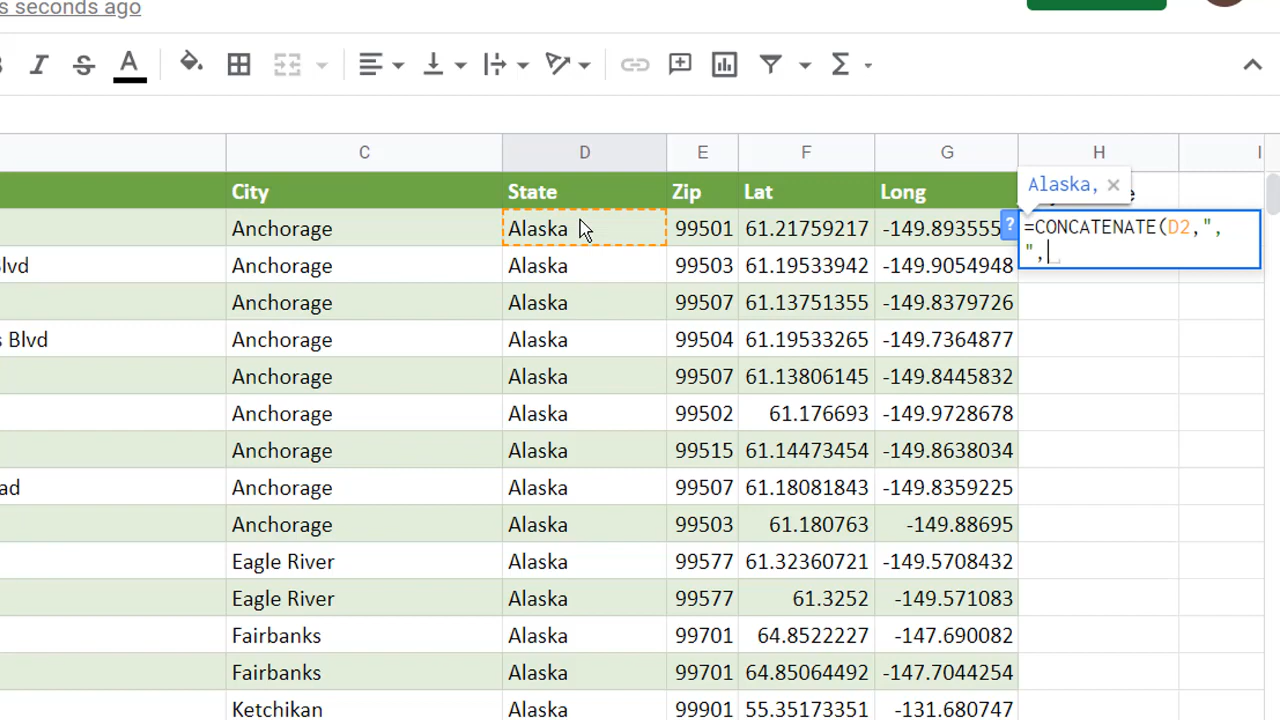 s seconds ago
I S A Σ
C D E F G H I
City State Zip Lat Long
Alaska, ×
Anchorage Alaska 99501 61.21759217 -149.893555
? =CONCATENATE(D2,",
",
lvd Anchorage Alaska 99503 61.19533942 -149.9054948
Anchorage Alaska 99507 61.13751355 -149.8379726
s Blvd Anchorage Alaska 99504 61.19533265 -149.7364877
Anchorage Alaska 99507 61.13806145 -149.8445832
Anchorage Alaska 99502 61.176693 -149.9728678
Anchorage Alaska 99515 61.14473454 -149.8638034
ad Anchorage Alaska 99507 61.18081843 -149.8359225
Anchorage Alaska 99503 61.180763 -149.88695
Eagle River Alaska 99577 61.32360721 -149.5708432
Eagle River Alaska 99577 61.3252 -149.571083
Fairbanks Alaska 99701 64.8522227 -147.690082
Fairbanks Alaska 99701 64.85064492 -147.7044254
Ketchikan Alaska 99901 55.35173351 -131.680747